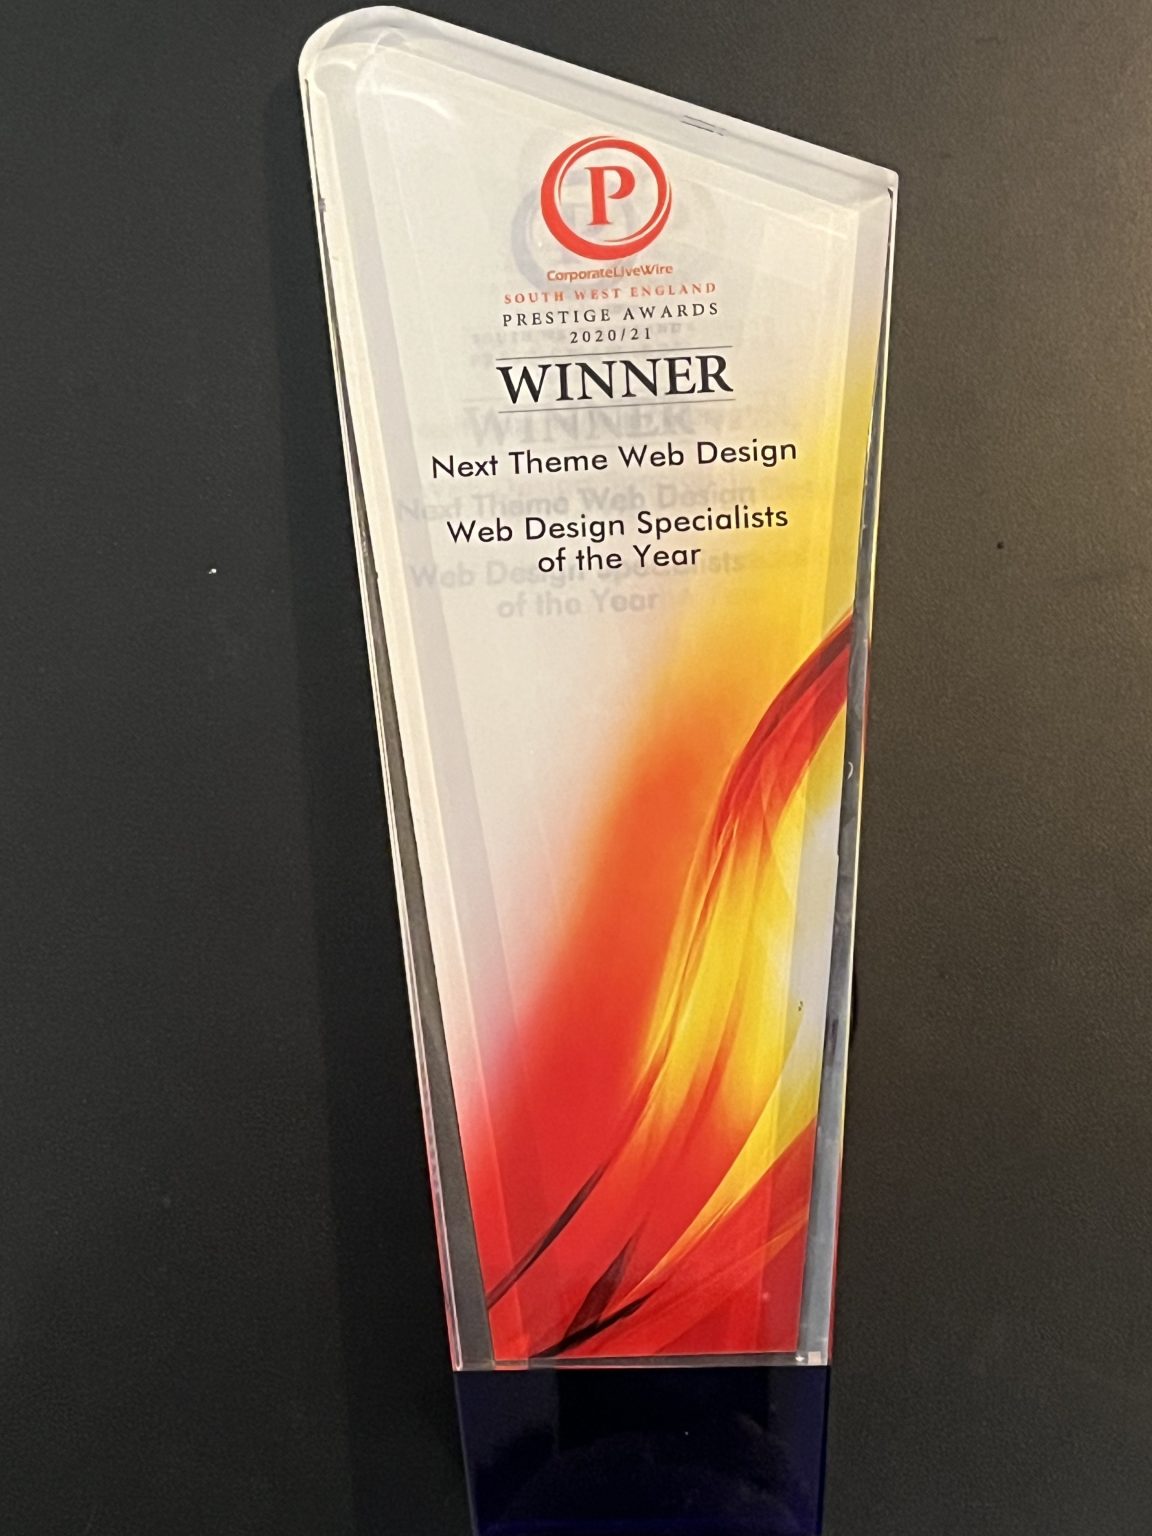 P
CorporateLiveWire
SOUTH WEST ENGLAND
PRESTIGE AWARDS
2020/21
WINNER
Next Theme Web Design
Web Design Specialists
of the Year